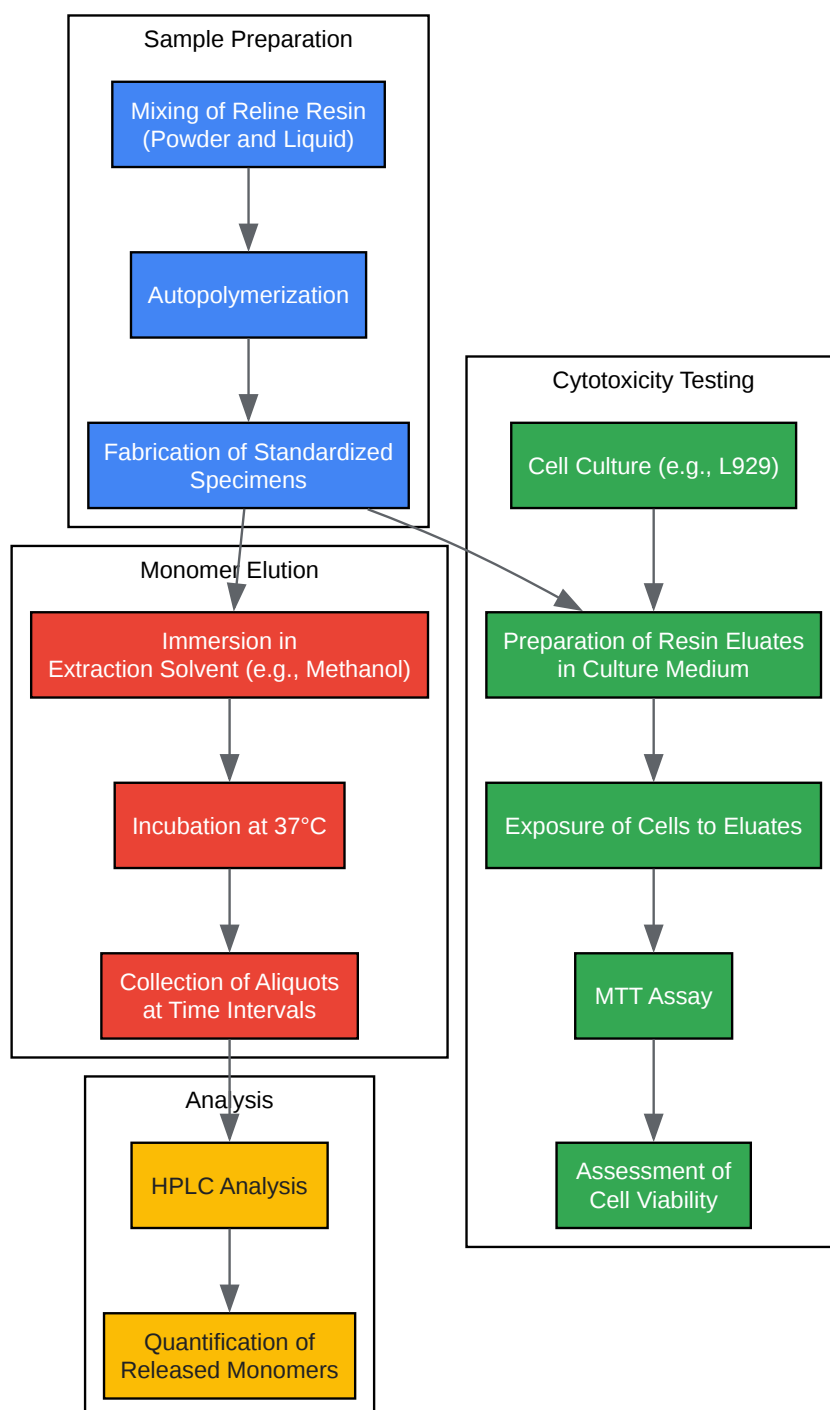 Sample Preparation
Mixing of Reline Resin
(Powder and Liquid)
Autopolymerization
Fabrication of Standardized
Specimens
Monomer Elution
Immersion in
Extraction Solvent (e.g., Methanol)
Incubation at 37°C
Collection of Aliquots
at Time Intervals
Analysis
HPLC Analysis
Quantification of
Released Monomers
Cytotoxicity Testing
Cell Culture (e.g., L929)
Preparation of Resin Eluates
in Culture Medium
Exposure of Cells to Eluates
MTT Assay
Assessment of
Cell Viability